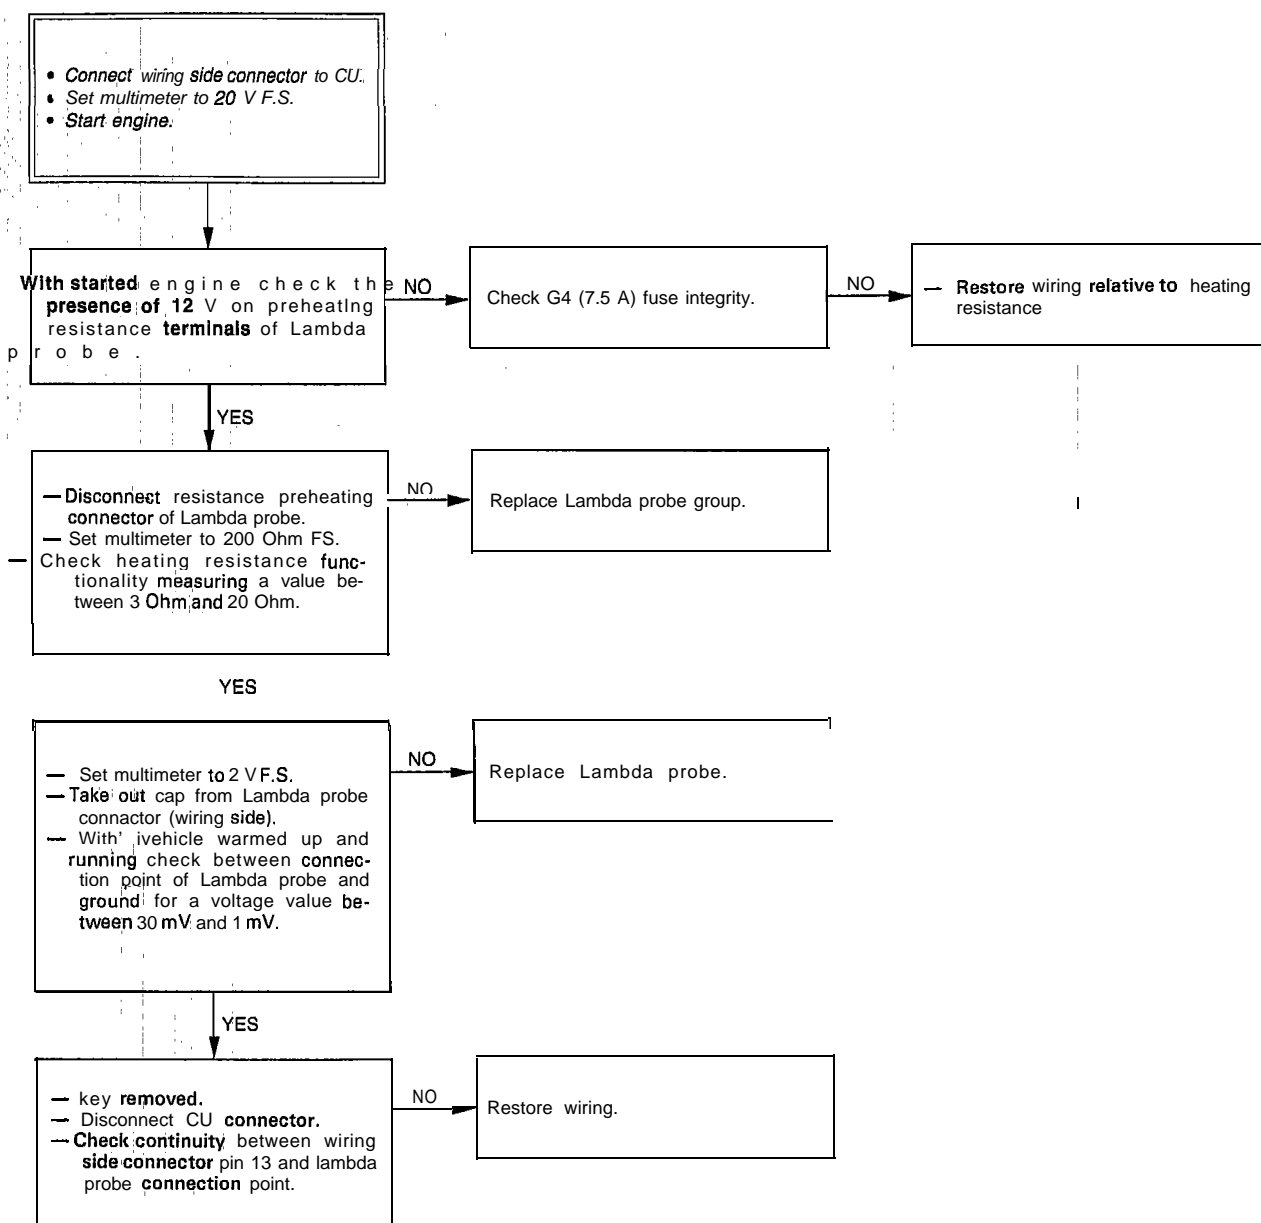 • Connect wiring side connector to CU.
• Set multimeter to 20 V F.S.
• Start engine.
With started engine check the
presence of 12 V on preheating
resistance terminals of Lambda
probe.
NO
Check G4 (7.5 A) fuse integrity.
NO
— Restore wiring relative to heating
resistance
YES
— Disconnect resistance preheating
connector of Lambda probe.
— Set multimeter to 200 Ohm FS.
— Check heating resistance func-
tionality measuring a value be-
tween 3 Ohm and 20 Ohm.
NO
Replace Lambda probe group.
YES
— Set multimeter to 2 V F.S.
— Take out cap from Lambda probe
connactor (wiring side).
— With' ivehicle warmed up and
running check between connec-
tion point of Lambda probe and
ground for a voltage value be-
tween 30 mV and 1 mV.
NO
Replace Lambda probe.
YES
— key removed.
— Disconnect CU connector.
— Check continuity between wiring
side connector pin 13 and lambda
probe connection point.
NO
Restore wiring.